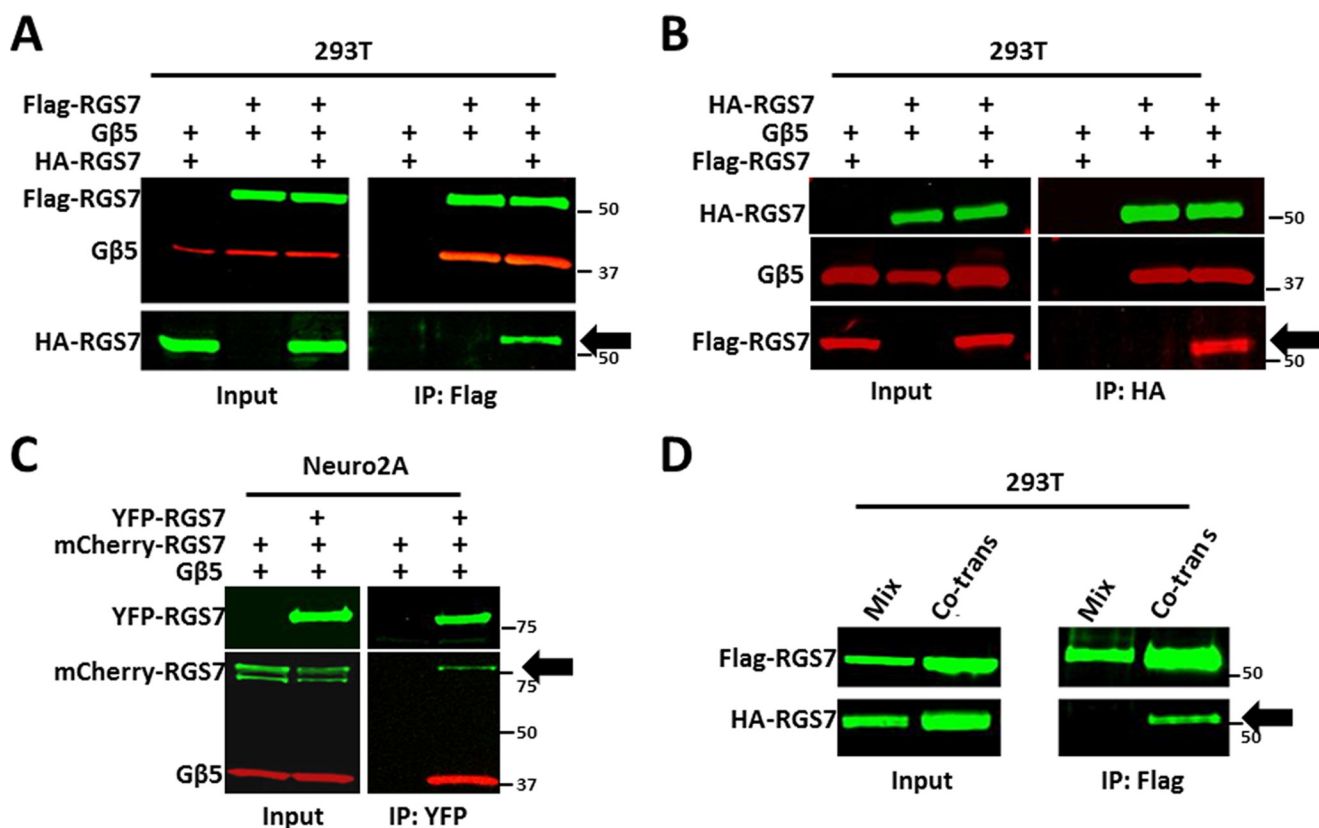 A
293T
Flag-RGS7 + + + +
Gβ5 + + + + + +
HA-RGS7 + + + +
Flag-RGS7
50
Gβ5
37
HA-RGS7
50
Input IP: Flag
B
293T
HA-RGS7 + + + +
Gβ5 + + + + + +
Flag-RGS7 + + + +
HA-RGS7
50
Gβ5
37
Flag-RGS7
50
Input IP: HA
C
Neuro2A
YFP-RGS7 + +
mCherry-RGS7 + + + +
Gβ5 + + + +
YFP-RGS7
75
mCherry-RGS7
75
50
Gβ5
37
Input IP: YFP
D
293T
Mix Co-trans Mix Co-trans
Flag-RGS7
50
HA-RGS7
50
Input IP: Flag